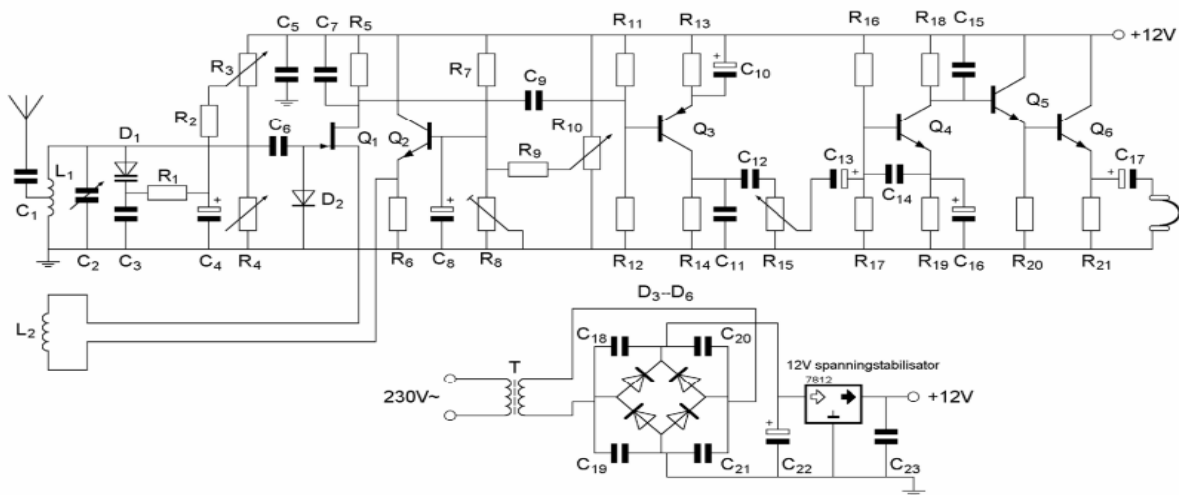 C5 C7 R5 R11 R13 R16 R18 C15
+12V
R3 R7 C9 + C10
R2 R10
D1 C6 Q1 Q2 Q3 Q4 Q5 Q6
L1 R1 R9 C12 C13 + C17
C1 + D2 + C14 + +
C2 C3 C4 R4 R6 C8 R8 R12 R14 C11 R15 R17 R19 C16 R20 R21
D3--D6
L2 C18 C20
T 12V spanningstabilisator
7812
230V~ +12V
+
C19 C21 C22 C23